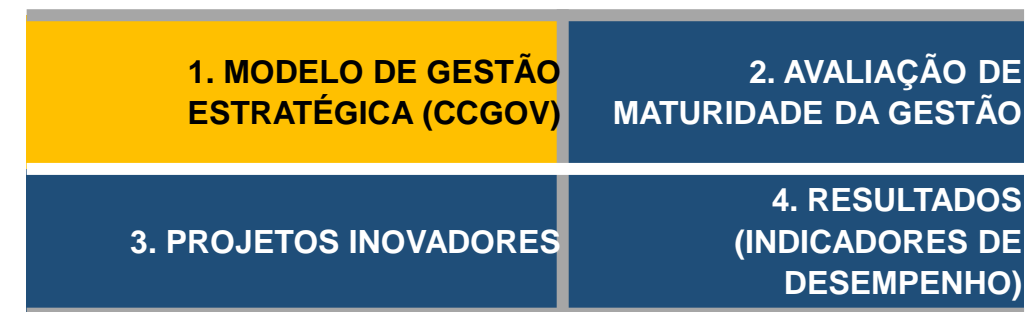 1. MODELO DE GESTÃO
ESTRATÉGICA (CCGOV)
2. AVALIAÇÃO DE
MATURIDADE DA GESTÃO
3. PROJETOS INOVADORES
4. RESULTADOS
(INDICADORES DE
DESEMPENHO)